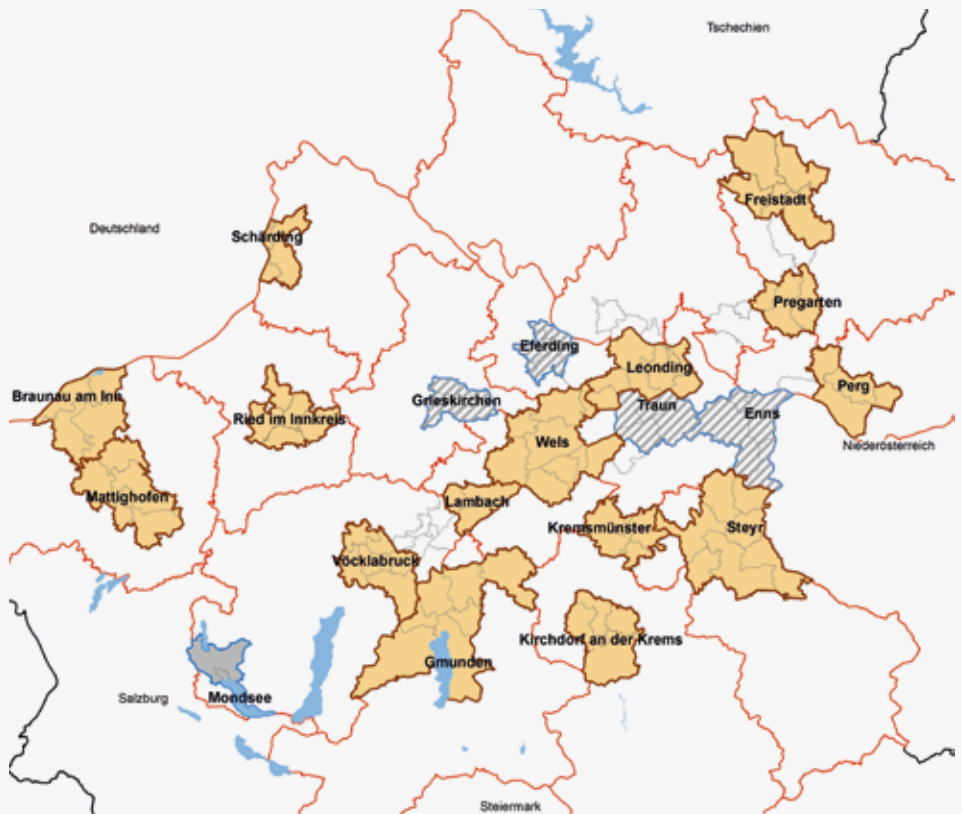 Tschechien
Freistadt
Deutschland
Schärding
Pregarten
Eferding
Leonding
Perg
Braunau am Inn
Grieskirchen
Traun
Enns
Ried im Innkreis
Wels
Niederösterreich
Mattighofen
Lambach
Kremsmünster
Steyr
Vöcklabruck
Kirchdorf an der Krems
Gmunden
Salzburg
Mondsee
Steiermark